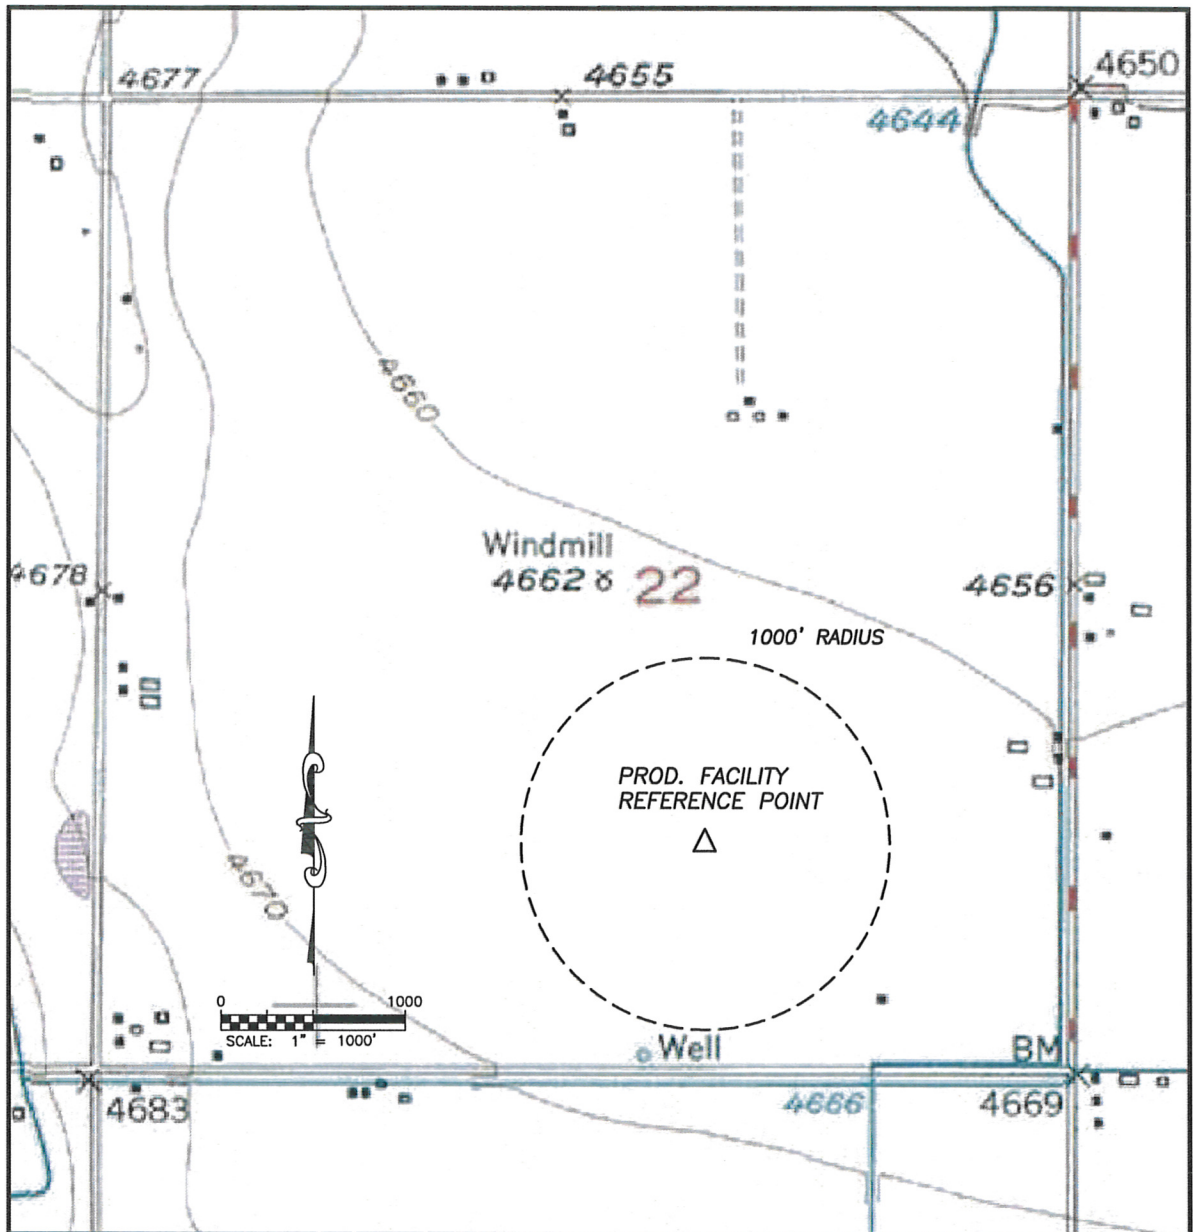 4677
4655
4650
4644
4660
Windmill
4662
22
4678
4656
1000' RADIUS
PROD. FACILITY
REFERENCE POINT
4670
0 1000
SCALE: 1" = 1000'
Well
BM
4683
4666
4669